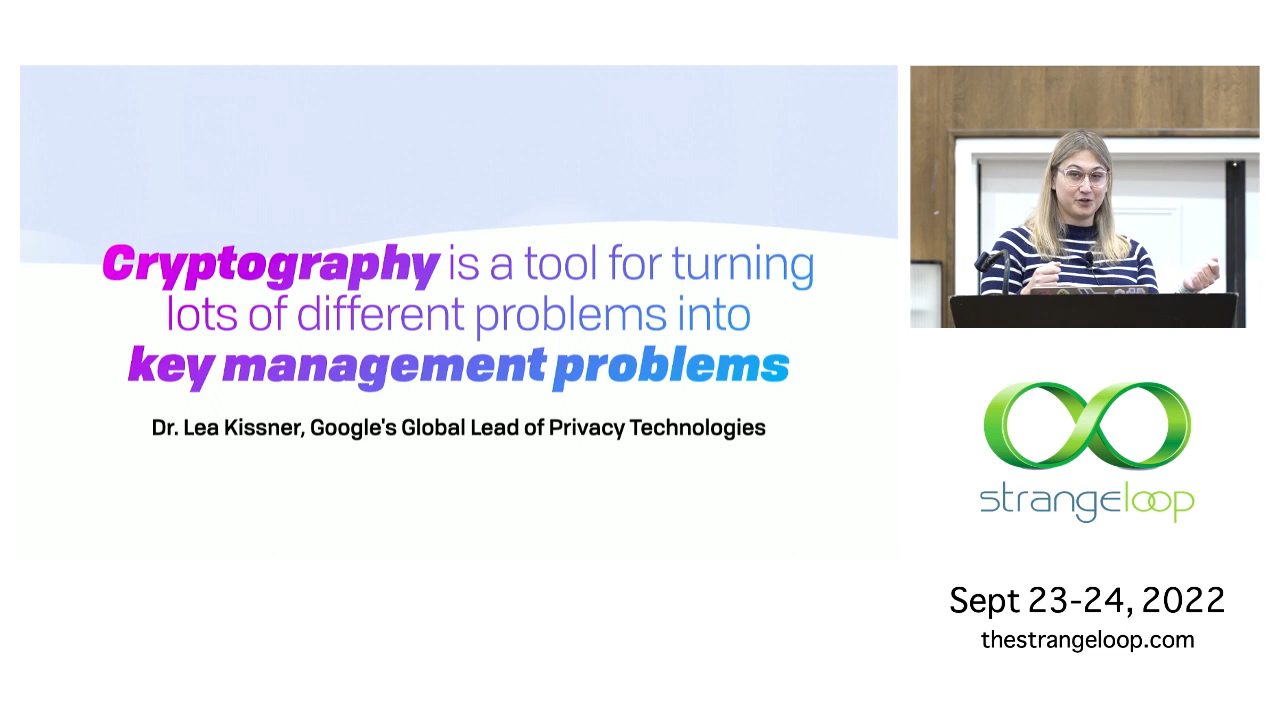 Cryptography is a tool for turning
lots of different problems into
key management problems
Dr. Lea Kissner, Google's Global Lead of Privacy Technologies
strangeloop
Sept 23-24, 2022
thestrangeloop.com